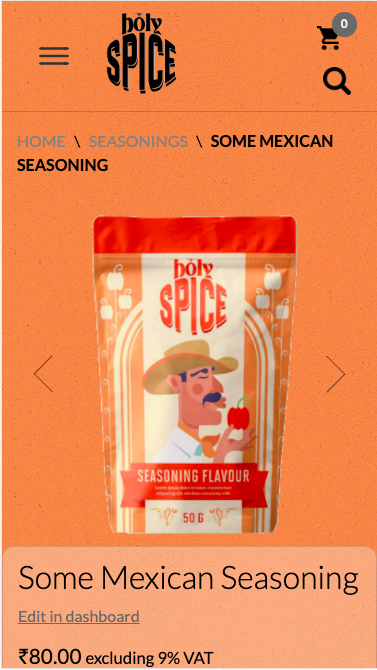 holy
SPICE
0
HOME \ SEASONINGS \ SOME MEXICAN
SEASONING
holy
SPICE
SEASONING FLAVOUR
50 G
Some Mexican Seasoning
Edit in dashboard
₹80.00 excluding 9% VAT